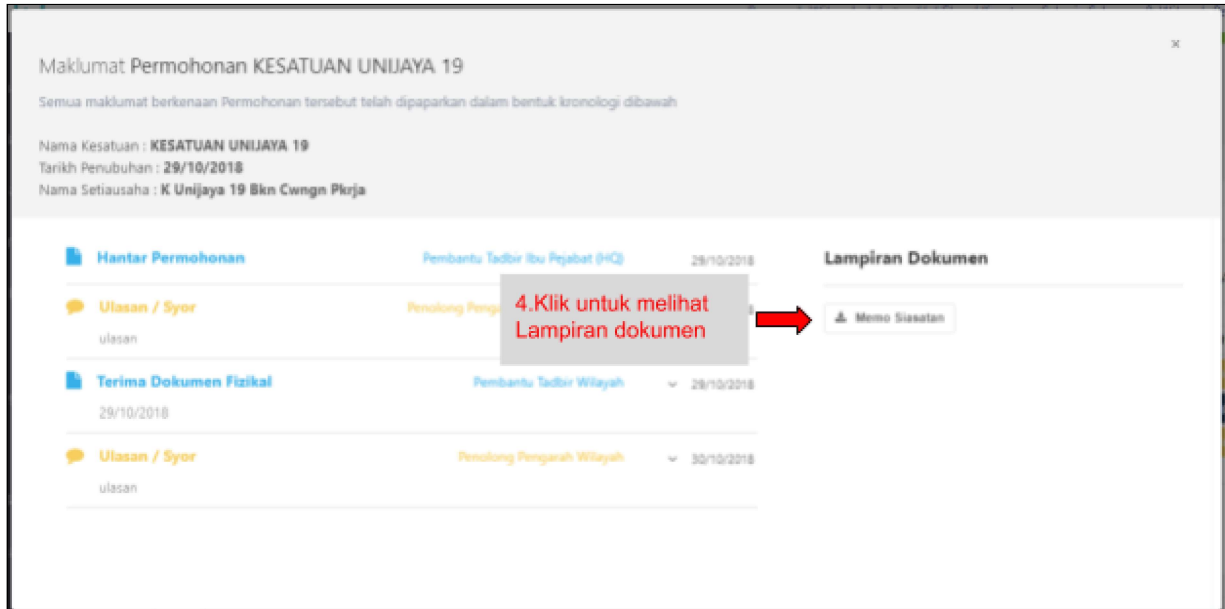 ×
Maklumat Permohonan KESATUAN UNIJAYA 19
Semua maklumat berkenaan Permohonan tersebut telah dipaparkan dalam bentuk kronologi dibawah
Nama Kesatuan : KESATUAN UNIJAYA 19
Tarikh Penubuhan : 29/10/2018
Nama Setiausaha : K Unijaya 19 Bkn Cwngn Pkrja
Hantar Permohonan Pembantu Tadbir Ibu Pejabat (HQ) 29/10/2018
Ulasan / Syor Penolong
ulasan
Terima Dokumen Fizikal Pembantu Tadbir Wilayah 29/10/2018
29/10/2018
Ulasan / Syor Penolong Pengarah Wilayah 30/10/2018
ulasan
4.Klik untuk melihat
Lampiran dokumen
Lampiran Dokumen
Memo Siasatan